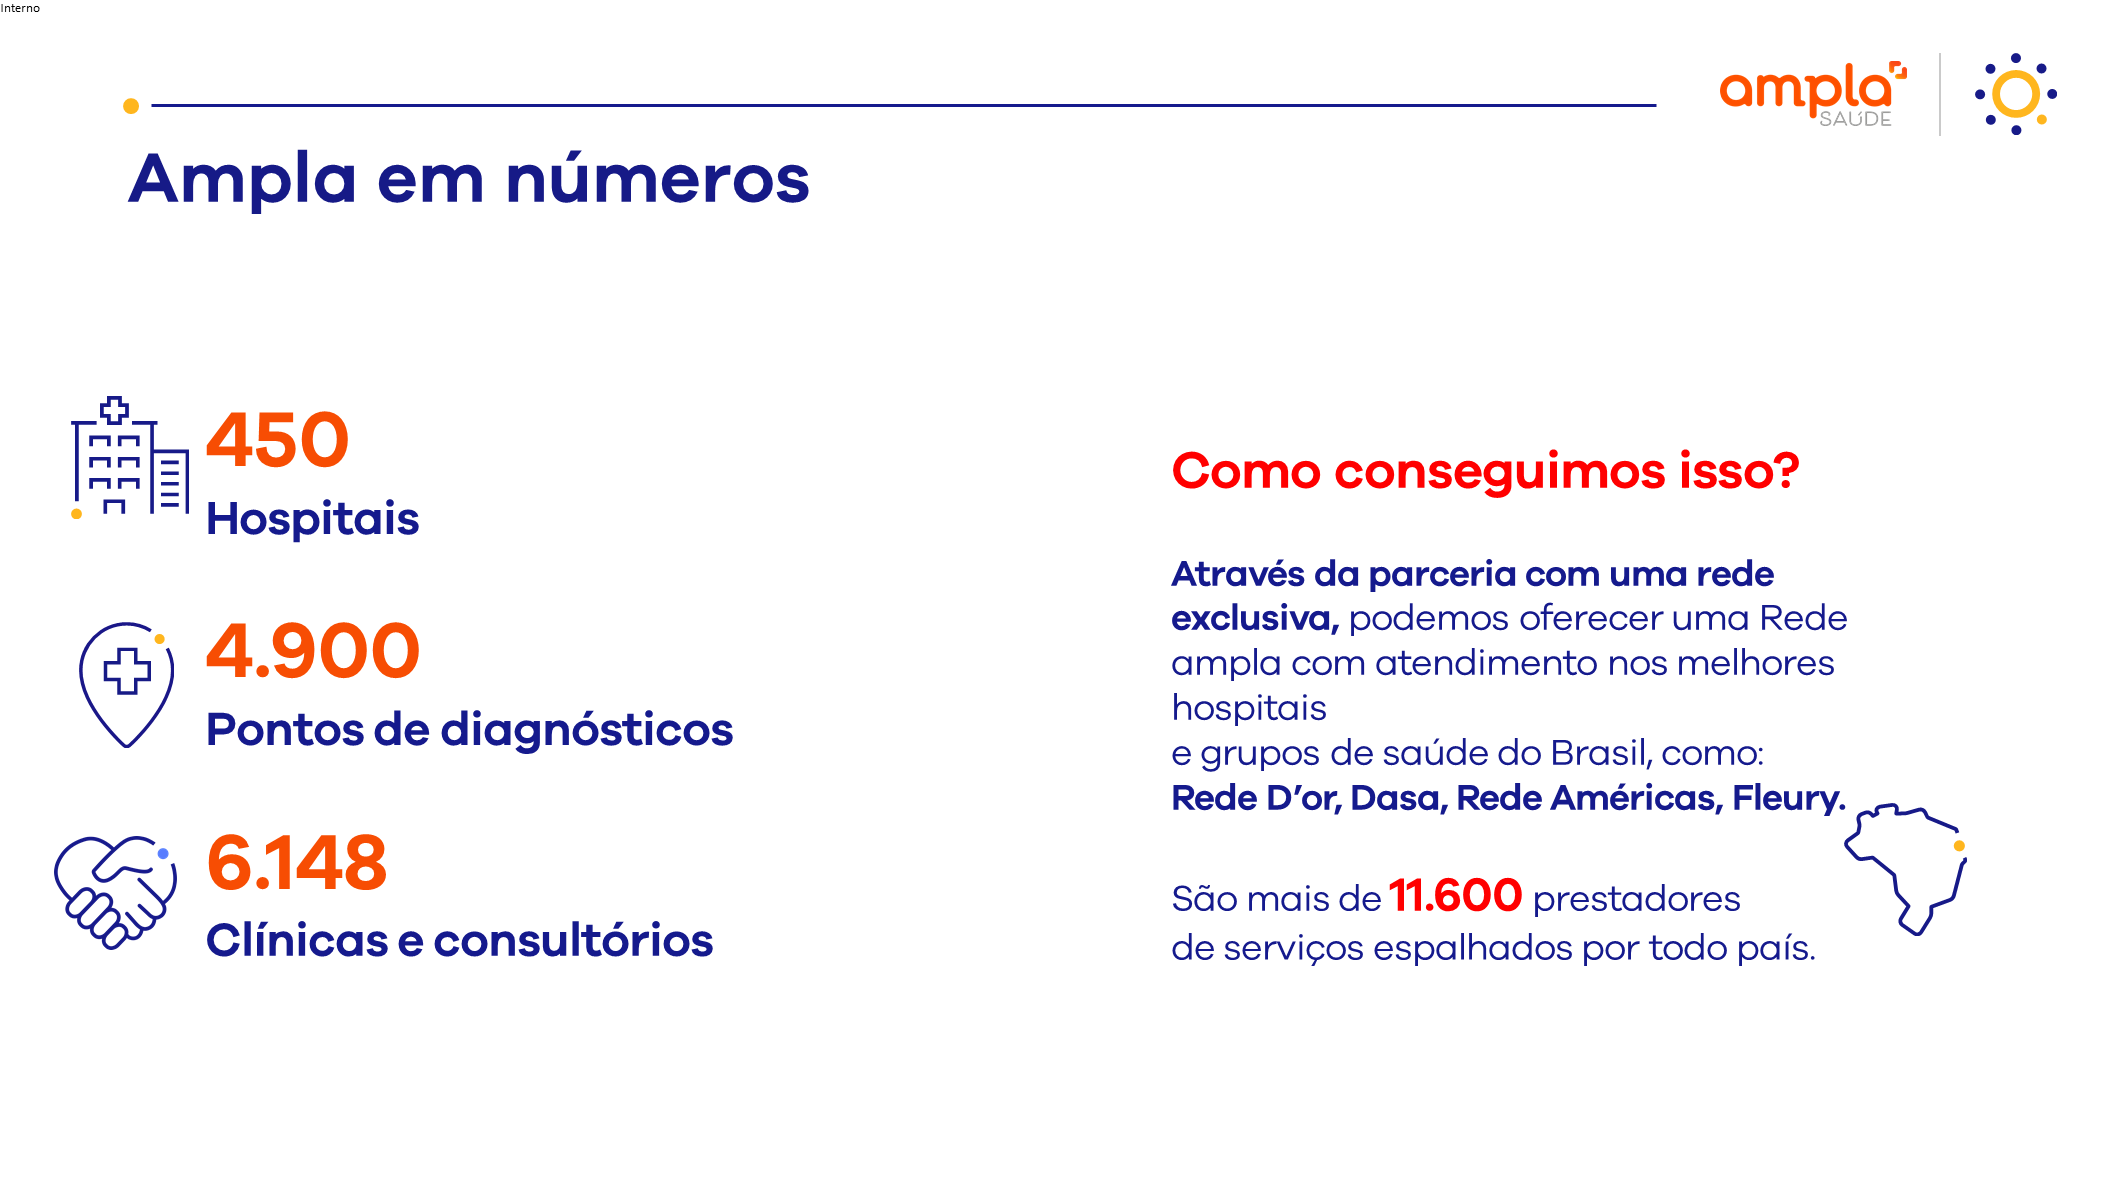 Interno
ampla
SAÚDE
Ampla em números
450
Hospitais
4.900
Pontos de diagnósticos
6.148
Clínicas e consultórios
Como conseguimos isso?
Através da parceria com uma rede
exclusiva, podemos oferecer uma Rede
ampla com atendimento nos melhores
hospitais
e grupos de saúde do Brasil, como:
Rede D’or, Dasa, Rede Américas, Fleury.
São mais de 11.600 prestadores
de serviços espalhados por todo país.